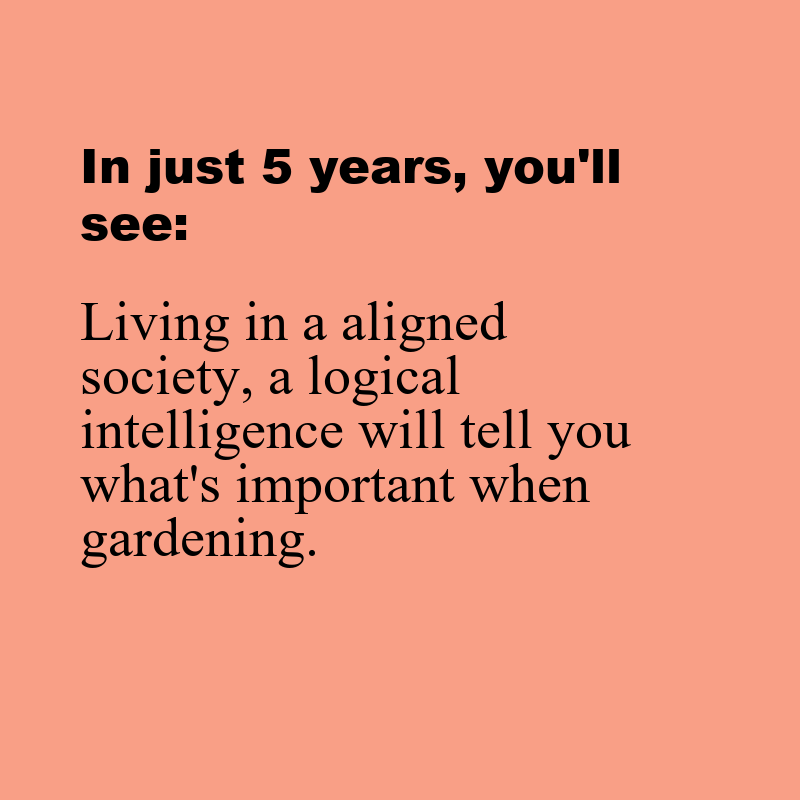 In just 5 years, you'll
see:
Living in a aligned
society, a logical
intelligence will tell you
what's important when
gardening.